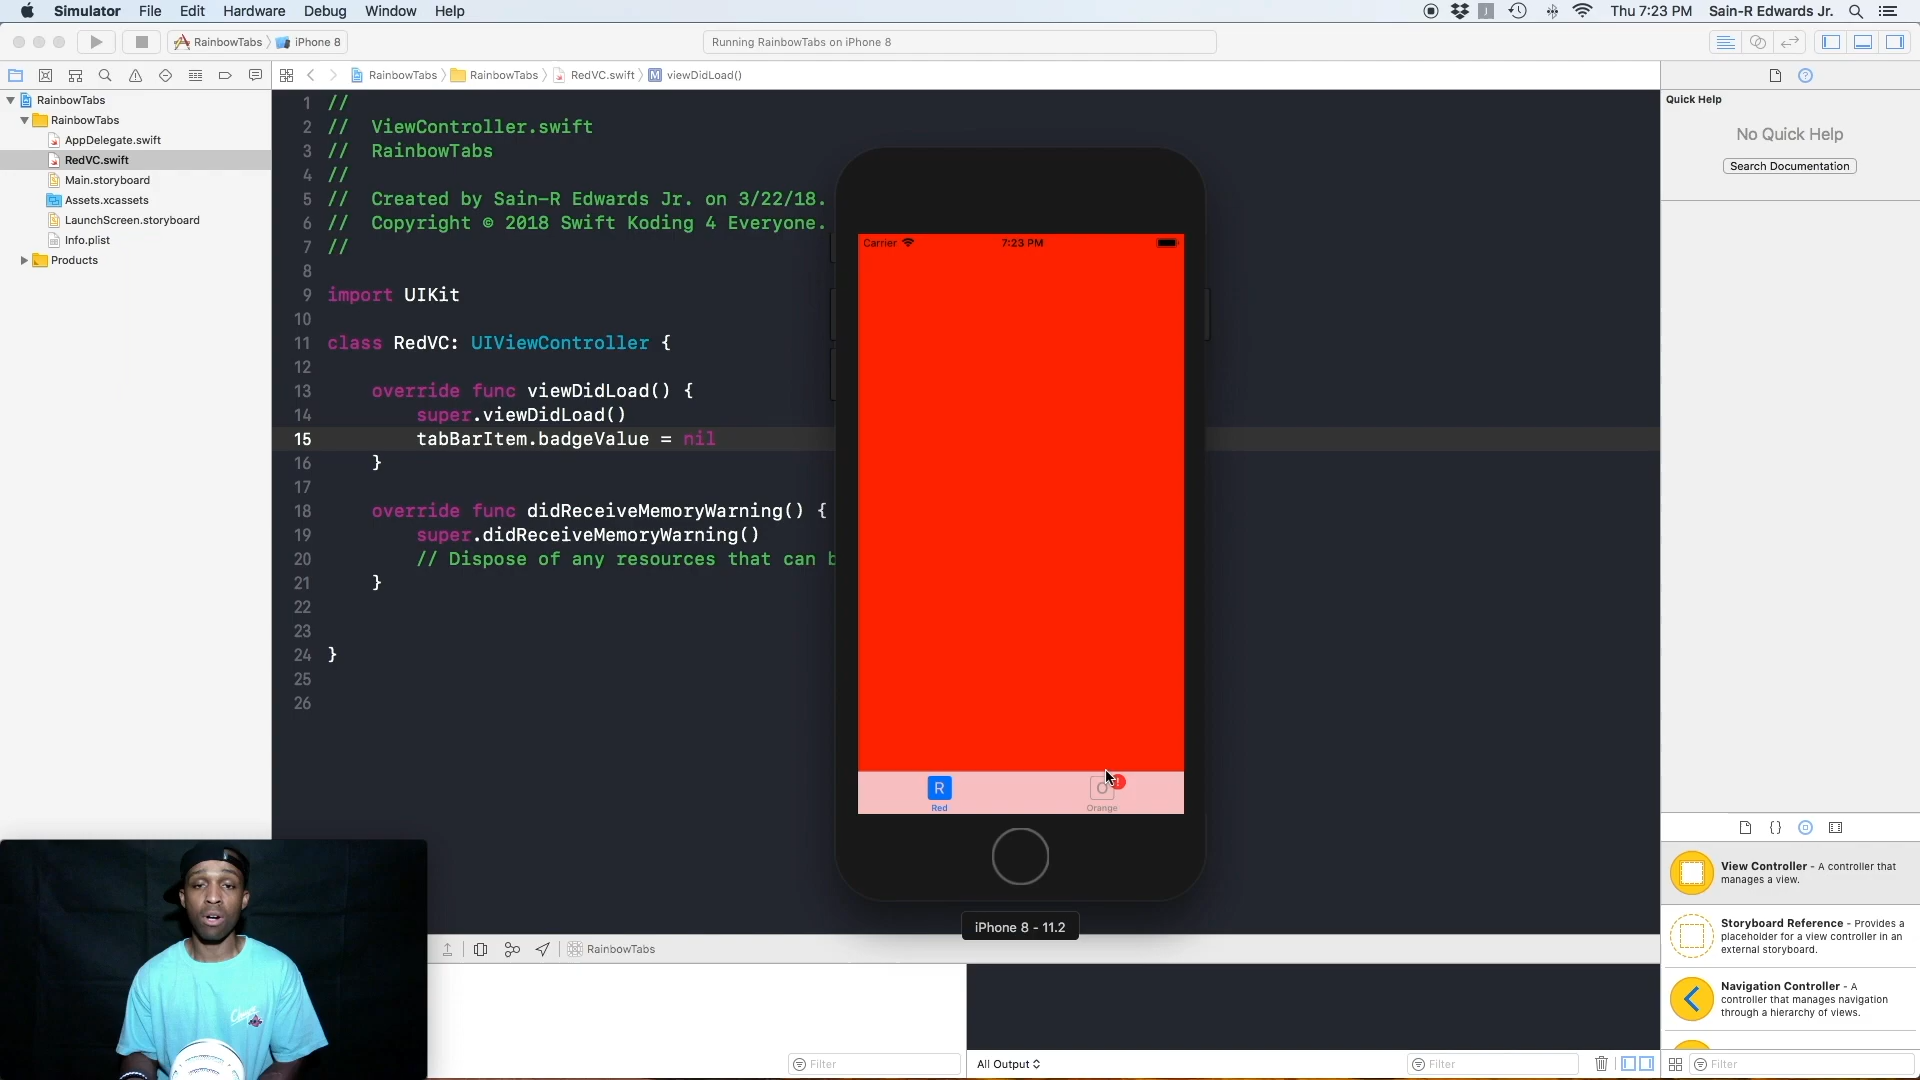 Simulator File Edit Hardware Debug Window Help
Thu 7:23 PM Sain-R Edwards Jr.
RainbowTabs iPhone 8
Running RainbowTabs on iPhone 8
RainbowTabs RainbowTabs RedVC.swift M viewDidLoad()
RainbowTabs
RainbowTabs
AppDelegate.swift
RedVC.swift
Main.storyboard
Assets.xcassets
LaunchScreen.storyboard
Info.plist
Products
1 //
2 // ViewController.swift
3 // RainbowTabs
4 //
5 // Created by Sain-R Edwards Jr. on 3/22/18.
6 // Copyright © 2018 Swift Koding 4 Everyone.
7 //
8
9 import UIKit
10
11 class RedVC: UIViewController {
12
13 override func viewDidLoad() {
14 super.viewDidLoad()
15 tabBarItem.badgeValue = nil
16 }
17
18 override func didReceiveMemoryWarning() {
19 super.didReceiveMemoryWarning()
20 // Dispose of any resources that can b
21 }
22
23
24 }
25
26
Carrier 7:23 PM
R O
Red Orange
iPhone 8 - 11.2
Quick Help
No Quick Help
Search Documentation
View Controller - A controller that
manages a view.
Storyboard Reference - Provides a
placeholder for a view controller in an
external storyboard.
Navigation Controller - A
controller that manages navigation
through a hierarchy of views.
RainbowTabs
Filter
All Output
Filter
Filter